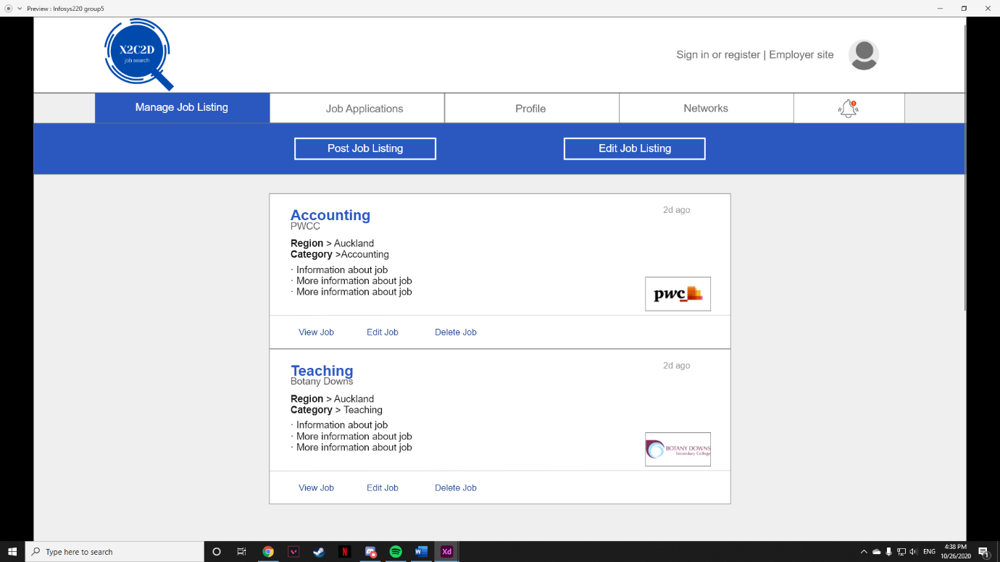 Preview : Infosys220 group5
X2C2D
job search
Sign in or register | Employer site
Manage Job Listing
Job Applications
Profile
Networks
1
Post Job Listing
Edit Job Listing
Accounting
2d ago
PWCC
Region > Auckland
Category >Accounting
· Information about job
· More information about job
· More information about job
pwc
View Job
Edit Job
Delete Job
Teaching
2d ago
Botany Downs
Region > Auckland
Category > Teaching
· Information about job
· More information about job
· More information about job
BOTANY DOWNS
Secondary College
View Job
Edit Job
Delete Job
Type here to search
N
W
Xd
ENG
4:38 PM
10/26/2020
1